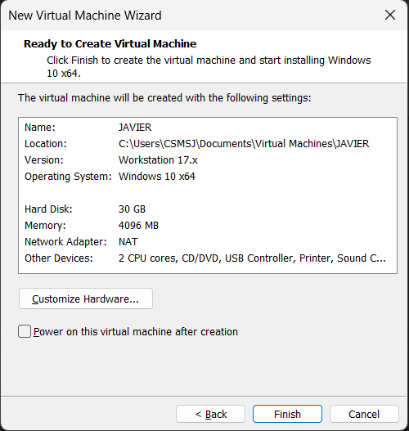 New Virtual Machine Wizard
Ready to Create Virtual Machine
Click Finish to create the virtual machine and start installing Windows
10 x64.
The virtual machine will be created with the following settings:
Name: JAVIER
Location: C:\Users\CSMSJ\Documents\Virtual Machines\JAVIER
Version: Workstation 17.x
Operating System: Windows 10 x64
Hard Disk: 30 GB
Memory: 4096 MB
Network Adapter: NAT
Other Devices: 2 CPU cores, CD/DVD, USB Controller, Printer, Sound C...
Customize Hardware...
Power on this virtual machine after creation
< Back Finish Cancel